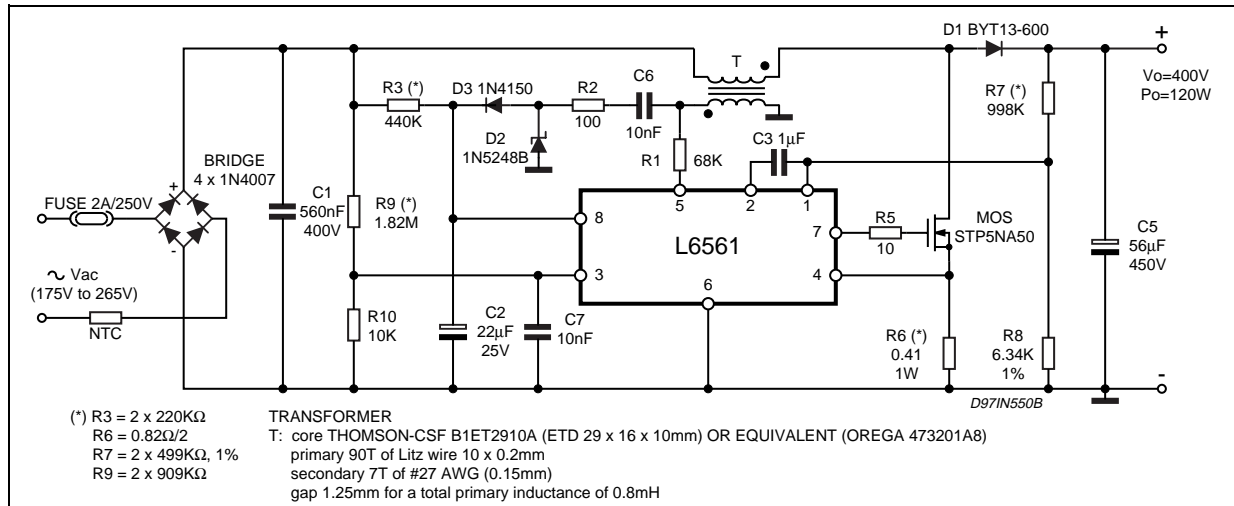 D1 BYT13-600
+
T
Vo=400V
Po=120W
R3 (*)
440K
D3 1N4150
R2
100
C6
10nF
R7 (*)
998K
D2
1N5248B
C3 1µF
R1
68K
BRIDGE
4 x 1N4007
+
-
FUSE 2A/250V
C1
560nF
400V
R9 (*)
1.82M
5
2
1
8
3
L6561
7
4
6
R5
10
MOS
STP5NA50
C5
56µF
450V
~ Vac
(175V to 265V)
NTC
R10
10K
C2
22µF
25V
C7
10nF
R6 (*)
0.41
1W
R8
6.34K
1%
-
D97IN550B
(*) R3 = 2 x 220KΩ
R6 = 0.82Ω/2
R7 = 2 x 499KΩ, 1%
R9 = 2 x 909KΩ
TRANSFORMER
T: core THOMSON-CSF B1ET2910A (ETD 29 x 16 x 10mm) OR EQUIVALENT (OREGA 473201A8)
primary 90T of Litz wire 10 x 0.2mm
secondary 7T of #27 AWG (0.15mm)
gap 1.25mm for a total primary inductance of 0.8mH